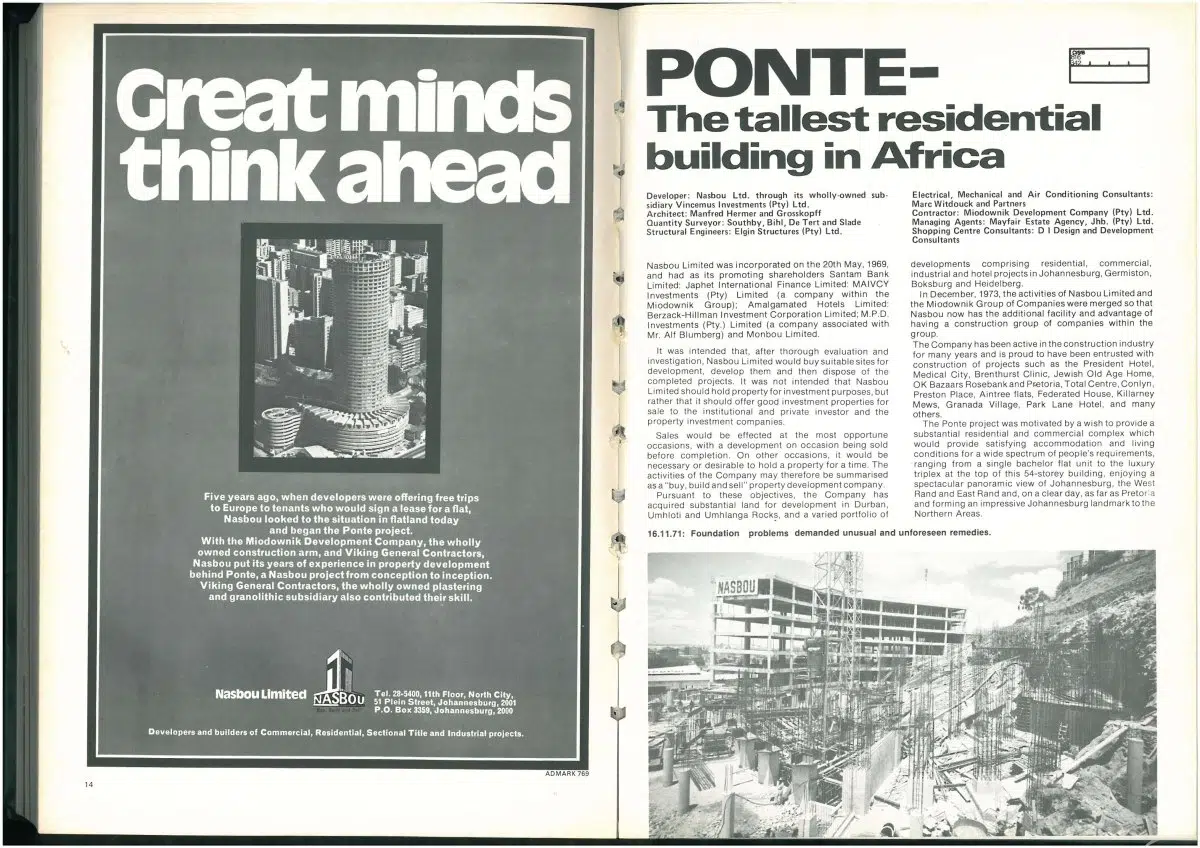 Great minds
think ahead
Five years ago, when developers were offering free trips
to Europe to tenants who would sign a lease for a flat,
Nasbou looked to the situation in flatland today
and began the Ponte project.
With the Miodownik Development Company, the wholly
owned construction arm, and Viking General Contractors,
Nasbou put its years of experience in property development
behind Ponte, a Nasbou project from conception to inception.
Viking General Contractors, the wholly owned plastering
and granolithic subsidiary also contributed their skill.
Nasbou Limited
NASBOU
Tel. 28-5400, 11th Floor, North City,
51 Plein Street, Johannesburg, 2001
P.O. Box 3359, Johannesburg, 2000
Developers and builders of Commercial, Residential, Sectional Title and Industrial projects.
ADMARK 769
14
PONTE-
The tallest residential
building in Africa
Developer: Nasbou Ltd. through its wholly-owned sub-
sidiary Vincemus Investments (Pty) Ltd.
Architect: Manfred Hermer and Grosskopff
Quantity Surveyor: Southby, Bihl, De Tert and Slade
Structural Engineers: Elgin Structures (Pty) Ltd.
Electrical, Mechanical and Air Conditioning Consultants:
Marc Witdouck and Partners
Contractor: Miodownik Development Company (Pty) Ltd.
Managing Agents: Mayfair Estate Agency, Jhb. (Pty) Ltd.
Shopping Centre Consultants: D I Design and Development
Consultants
Nasbou Limited was incorporated on the 20th May, 1969,
and had as its promoting shareholders Santam Bank
Limited: Japhet International Finance Limited: MAIVCY
Investments (Pty) Limited (a company within the
Miodownik Group); Amalgamated Hotels Limited:
Berzack-Hillman Investment Corporation Limited; M.P.D.
Investments (Pty.) Limited (a company associated with
Mr. Alf Blumberg) and Monbou Limited.
It was intended that, after thorough evaluation and
investigation, Nasbou Limited would buy suitable sites for
development, develop them and then dispose of the
completed projects. It was not intended that Nasbou
Limited should hold property for investment purposes, but
rather that it should offer good investment properties for
sale to the institutional and private investor and the
property investment companies.
Sales would be effected at the most opportune
occasions, with a development on occasion being sold
before completion. On other occasions, it would be
necessary or desirable to hold a property for a time. The
activities of the Company may therefore be summarised
as a "buy, build and sell" property development company.
Pursuant to these objectives, the Company has
acquired substantial land for development in Durban,
Umhloti and Umhlanga Rocks, and a varied portfolio of
developments comprising residential, commercial,
industrial and hotel projects in Johannesburg, Germiston,
Boksburg and Heidelberg.
In December, 1973, the activities of Nasbou Limited and
the Miodownik Group of Companies were merged so that
Nasbou now has the additional facility and advantage of
having a construction group of companies within the
group.
The Company has been active in the construction industry
for many years and is proud to have been entrusted with
construction of projects such as the President Hotel,
Medical City, Brenthurst Clinic, Jewish Old Age Home,
OK Bazaars Rosebank and Pretoria, Total Centre, Conlyn,
Preston Place, Aintree flats, Federated House, Killarney
Mews, Granada Village, Park Lane Hotel, and many
others.
The Ponte project was motivated by a wish to provide a
substantial residential and commercial complex which
would provide satisfying accommodation and living
conditions for a wide spectrum of people's requirements,
ranging from a single bachelor flat unit to the luxury
triplex at the top of this 54-storey building, enjoying a
spectacular panoramic view of Johannesburg, the West
Rand and East Rand and, on a clear day, as far as Pretoria
and forming an impressive Johannesburg landmark to the
Northern Areas.
16.11.71: Foundation problems demanded unusual and unforeseen remedies.
NASBOU